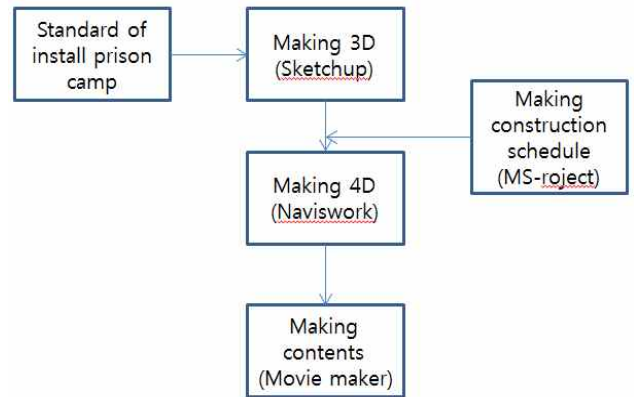 Standard of
install prison
camp
Making 3D
(Sketchup)
Making
construction
schedule
(MS-roject)
Making 4D
(Naviswork)
Making
contents
(Movie maker)